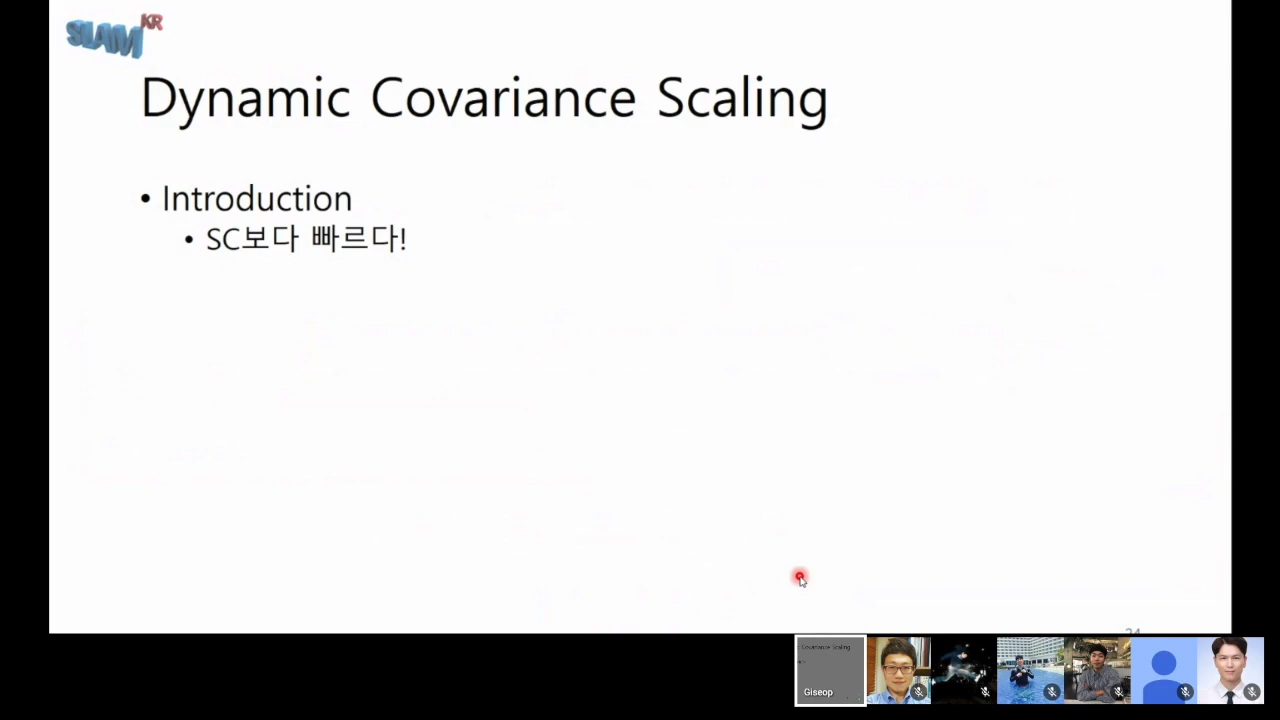 SLAM KR
Dynamic Covariance Scaling
• Introduction
• SC보다 빠르다!
Covariance Scaling
Giseop